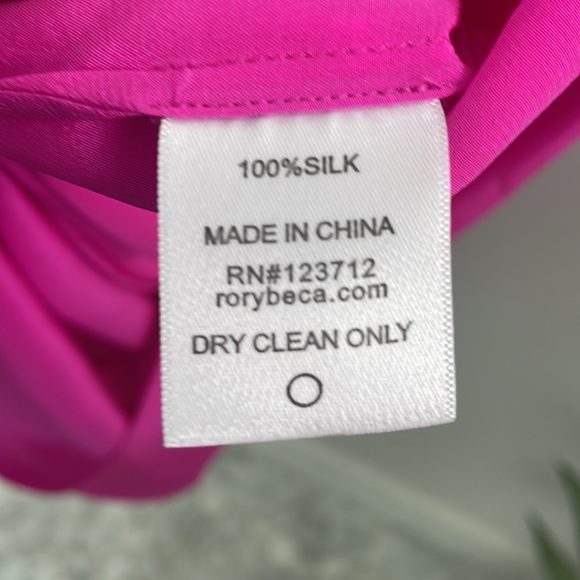 100%SILK
MADE IN CHINA
RN#123712
rorybeca.com
DRY CLEAN ONLY